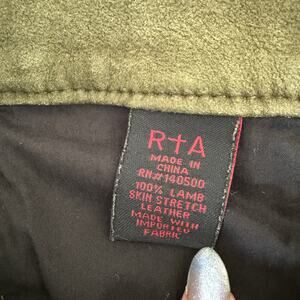 R†A
MADE IN
CHINA
RN#140500
100% LAMB
SKIN STRETCH
LEATHER
MADE WITH
IMPORTED
FABRIC